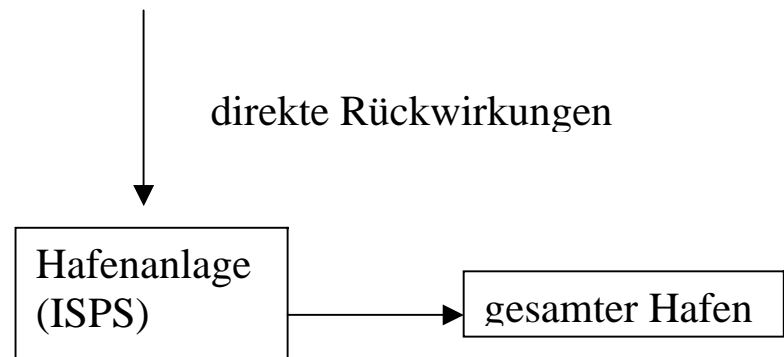 direkte Rückwirkungen
Hafenanlage
(ISPS)
gesamter Hafen